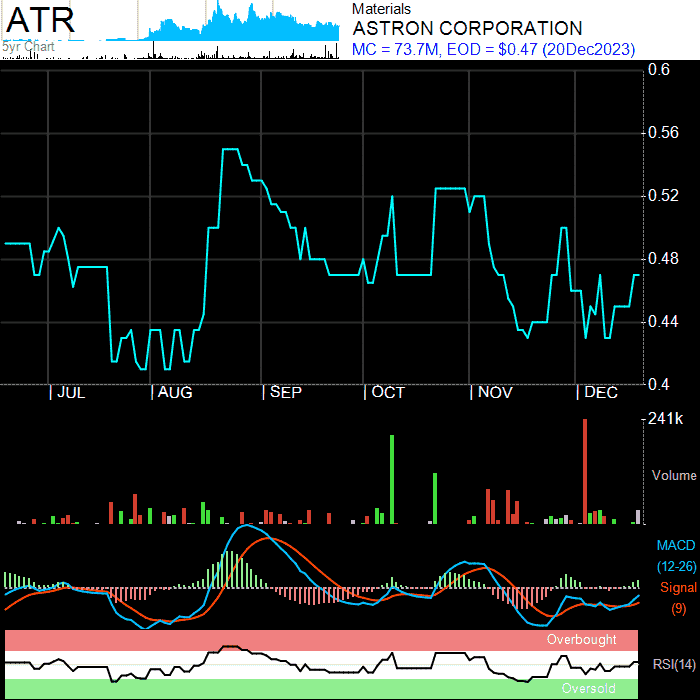 ATR
5yr Chart
Materials
ASTRON CORPORATION
MC = 73.7M, EOD = $0.47 (20Dec2023)
0.6
0.56
0.52
0.48
0.44
0.4
| JUL | AUG | SEP | OCT | NOV | DEC
241k
Volume
MACD
(12-26)
Signal
(9)
Overbought
RSI(14)
Oversold